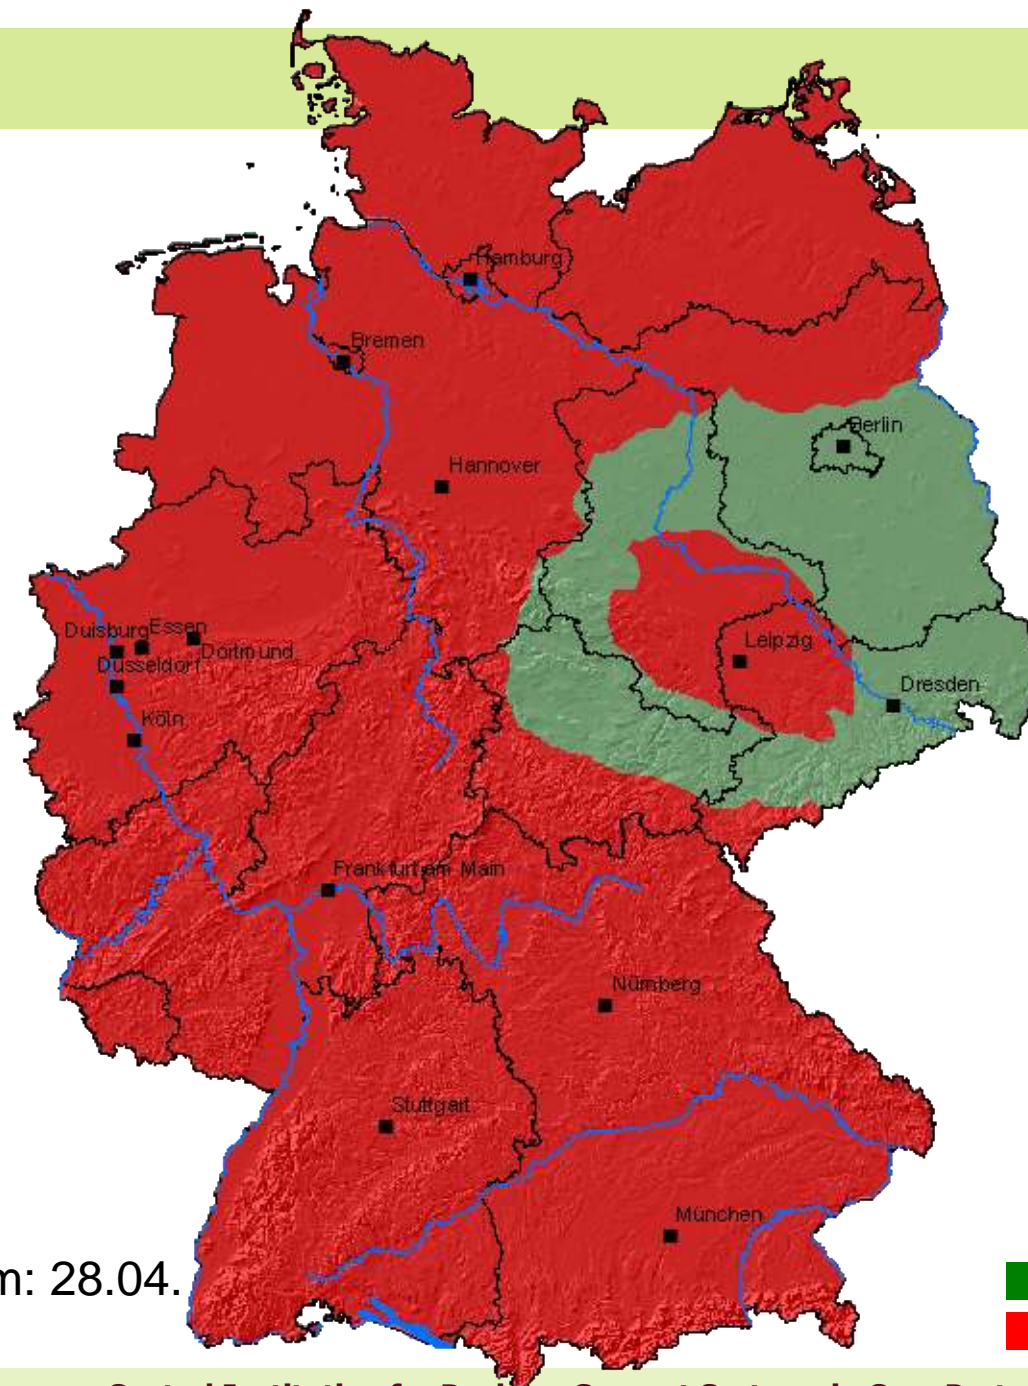 Hamburg
Bremen
Berlin
Hannover
Duisburg
Essen
Dortmund
Düsseldorf
Leipzig
Dresden
Köln
Frankfurt am Main
Nürnberg
Stuttgart
München
m: 28.04.